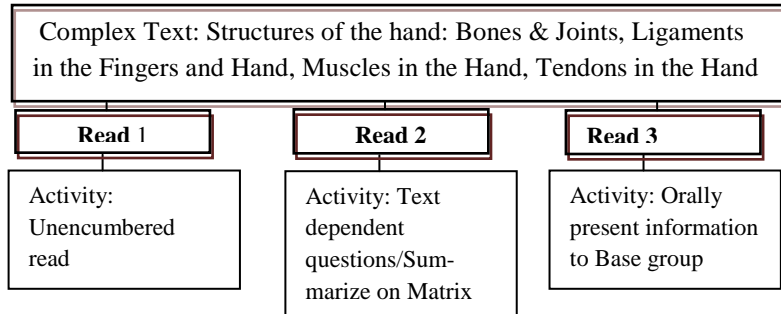 Complex Text: Structures of the hand: Bones & Joints, Ligaments
in the Fingers and Hand, Muscles in the Hand, Tendons in the Hand
Read 1
Activity:
Unencumbered
read
Read 2
Activity: Text
dependent
questions/Sum-
marize on Matrix
Read 3
Activity: Orally
present information
to Base group